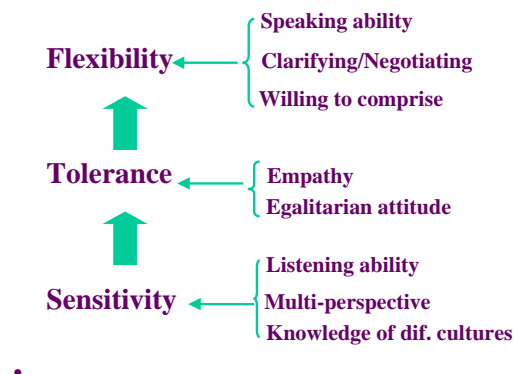 Speaking ability
Flexibility
Clarifying/Negotiating
Willing to comprise
Tolerance
Empathy
Egalitarian attitude
Listening ability
Sensitivity
Multi-perspective
Knowledge of dif. cultures